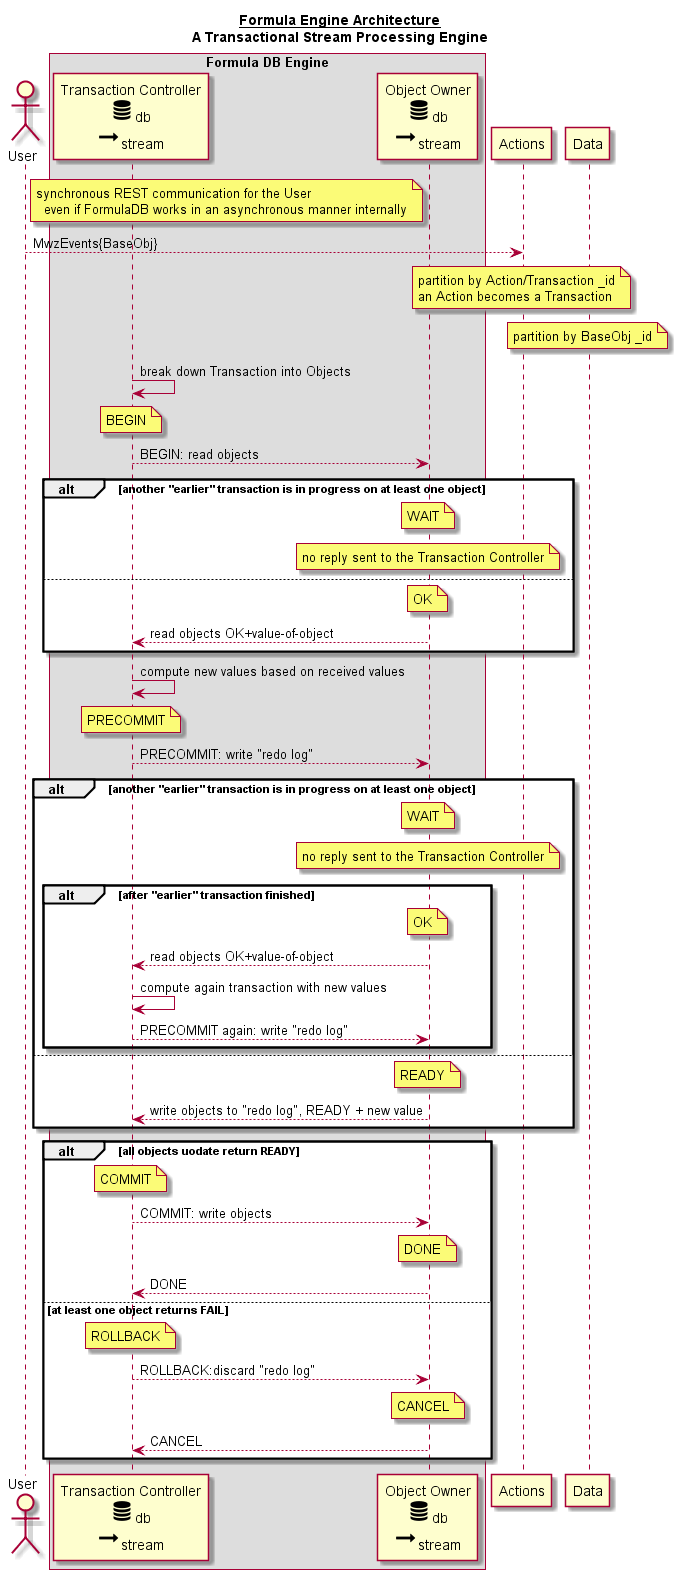 Formula Engine Architecture
A Transactional Stream Processing Engine
Formula DB Engine
Transaction Controller
db
stream
Object Owner
db
stream
User
Actions
Data
synchronous REST communication for the User
even if FormulaDB works in an asynchronous manner internally
MwzEvents{BaseObj}
partition by Action/Transaction _id
an Action becomes a Transaction
partition by BaseObj _id
break down Transaction into Objects
BEGIN
BEGIN: read objects
alt [another "earlier" transaction is in progress on at least one object]
WAIT
no reply sent to the Transaction Controller
OK
read objects OK+value-of-object
compute new values based on received values
PRECOMMIT
PRECOMMIT: write "redo log"
alt [another "earlier" transaction is in progress on at least one object]
WAIT
no reply sent to the Transaction Controller
alt [after "earlier" transaction finished]
OK
read objects OK+value-of-object
compute again transaction with new values
PRECOMMIT again: write "redo log"
READY
write objects to "redo log", READY + new value
alt [all objects uodate return READY]
COMMIT
COMMIT: write objects
DONE
DONE
[at least one object returns FAIL]
ROLLBACK
ROLLBACK:discard "redo log"
CANCEL
CANCEL
User
Transaction Controller
db
stream
Object Owner
db
stream
Actions
Data